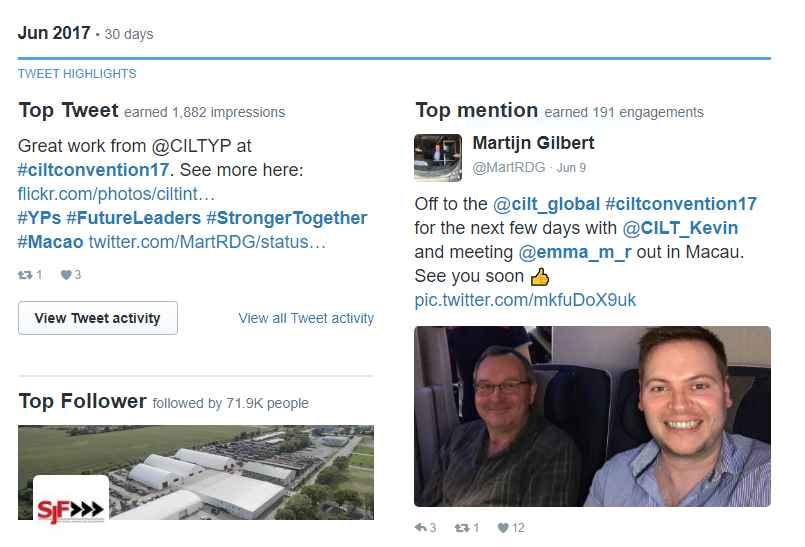 Jun 2017 • 30 days
TWEET HIGHLIGHTS
Top Tweet earned 1,882 impressions
Great work from @CILTYP at
#ciltconvention17. See more here:
flickr.com/photos/ciltint…
#YPs #FutureLeaders #StrongerTogether
#Macao twitter.com/MartRDG/status…
1 3
View Tweet activity
View all Tweet activity
Top Follower followed by 71.9K people
SJF
Top mention earned 191 engagements
Martijn Gilbert
@MartRDG · Jun 9
Off to the @cilt_global #ciltconvention17
for the next few days with @CILT_Kevin
and meeting @emma_m_r out in Macau.
See you soon 👍
pic.twitter.com/mkfuDoX9uk
3 1 12